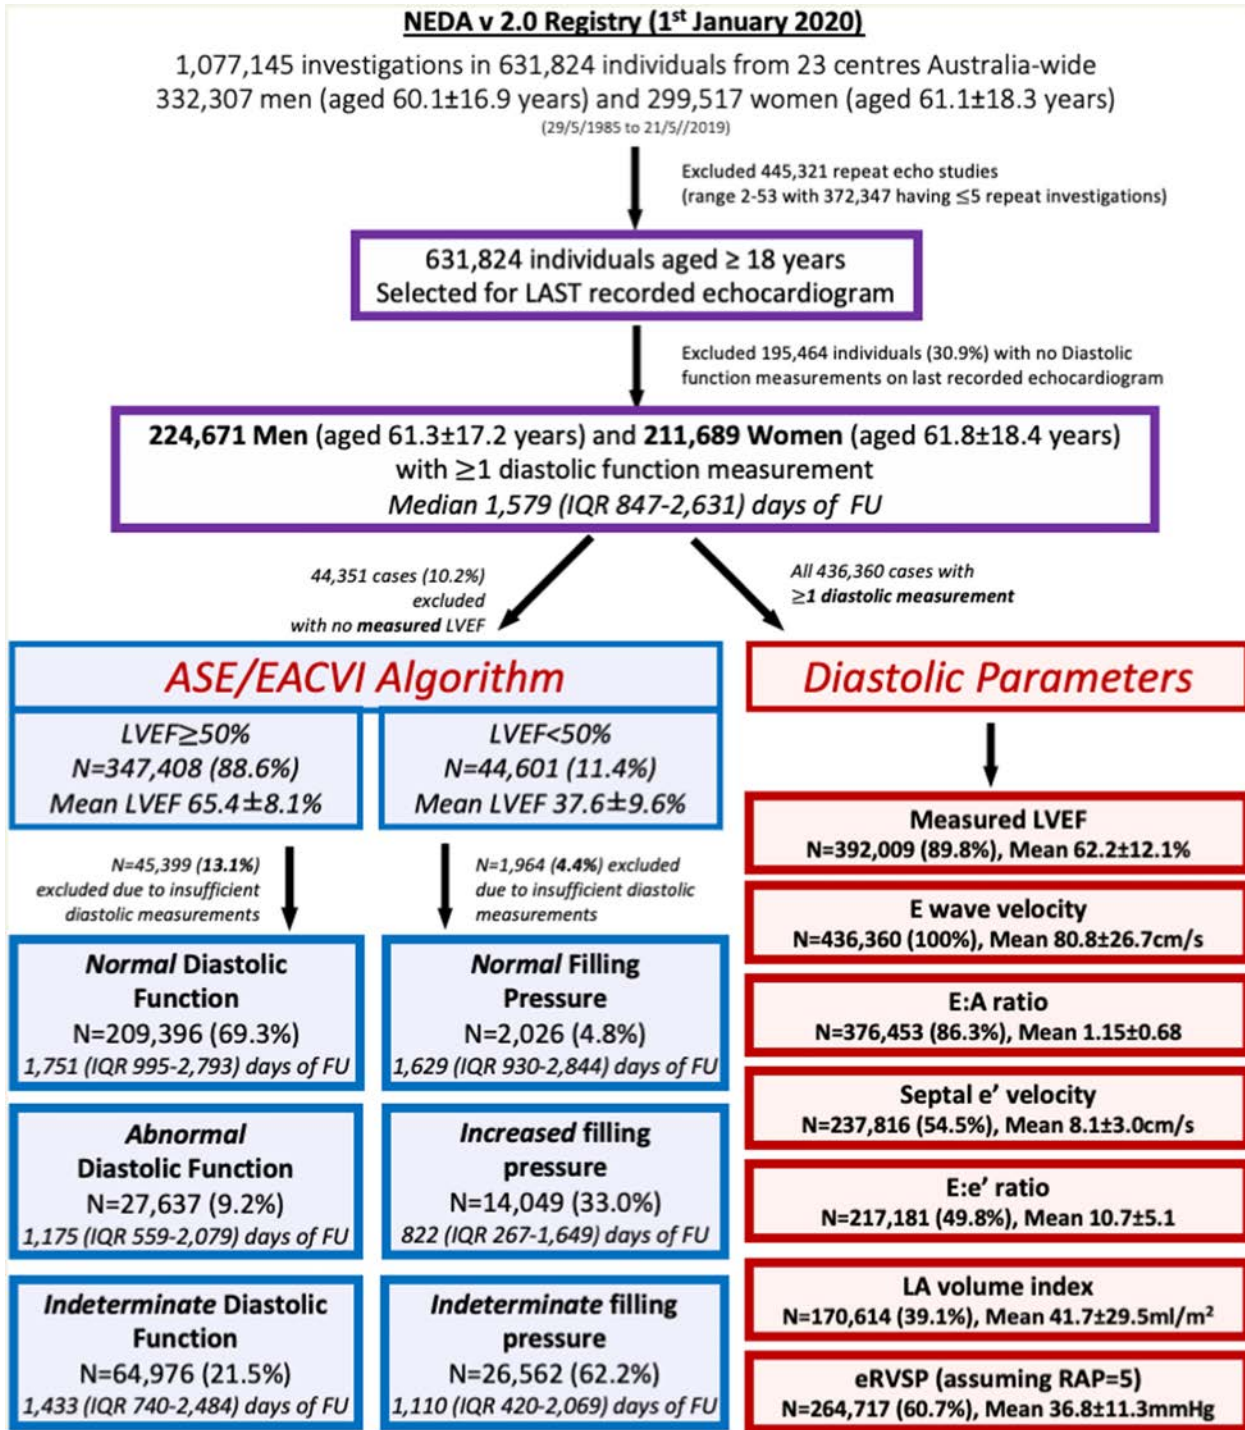 NEDA v 2.0 Registry (1st January 2020)
1,077,145 investigations in 631,824 individuals from 23 centres Australia-wide
332,307 men (aged 60.1±16.9 years) and 299,517 women (aged 61.1±18.3 years)
(29/5/1985 to 21/5//2019)
Excluded 445,321 repeat echo studies
(range 2-53 with 372,347 having ≤5 repeat investigations)
631,824 individuals aged ≥ 18 years
Selected for LAST recorded echocardiogram
Excluded 195,464 individuals (30.9%) with no Diastolic
function measurements on last recorded echocardiogram
224,671 Men (aged 61.3±17.2 years) and 211,689 Women (aged 61.8±18.4 years)
with ≥1 diastolic function measurement
Median 1,579 (IQR 847-2,631) days of FU
44,351 cases (10.2%)
excluded
with no measured LVEF
All 436,360 cases with
≥1 diastolic measurement
ASE/EACVI Algorithm
LVEF≥50%
N=347,408 (88.6%)
Mean LVEF 65.4±8.1%
LVEF<50%
N=44,601 (11.4%)
Mean LVEF 37.6±9.6%
N=45,399 (13.1%)
excluded due to insufficient
diastolic measurements
N=1,964 (4.4%) excluded
due to insufficient diastolic
measurements
Normal Diastolic
Function
N=209,396 (69.3%)
1,751 (IQR 995-2,793) days of FU
Normal Filling
Pressure
N=2,026 (4.8%)
1,629 (IQR 930-2,844) days of FU
Abnormal
Diastolic Function
N=27,637 (9.2%)
1,175 (IQR 559-2,079) days of FU
Increased filling
pressure
N=14,049 (33.0%)
822 (IQR 267-1,649) days of FU
Indeterminate Diastolic
Function
N=64,976 (21.5%)
1,433 (IQR 740-2,484) days of FU
Indeterminate filling
pressure
N=26,562 (62.2%)
1,110 (IQR 420-2,069) days of FU
Diastolic Parameters
Measured LVEF
N=392,009 (89.8%), Mean 62.2±12.1%
E wave velocity
N=436,360 (100%), Mean 80.8±26.7cm/s
E:A ratio
N=376,453 (86.3%), Mean 1.15±0.68
Septal e’ velocity
N=237,816 (54.5%), Mean 8.1±3.0cm/s
E:e’ ratio
N=217,181 (49.8%), Mean 10.7±5.1
LA volume index
N=170,614 (39.1%), Mean 41.7±29.5ml/m²
eRVSP (assuming RAP=5)
N=264,717 (60.7%), Mean 36.8±11.3mmHg